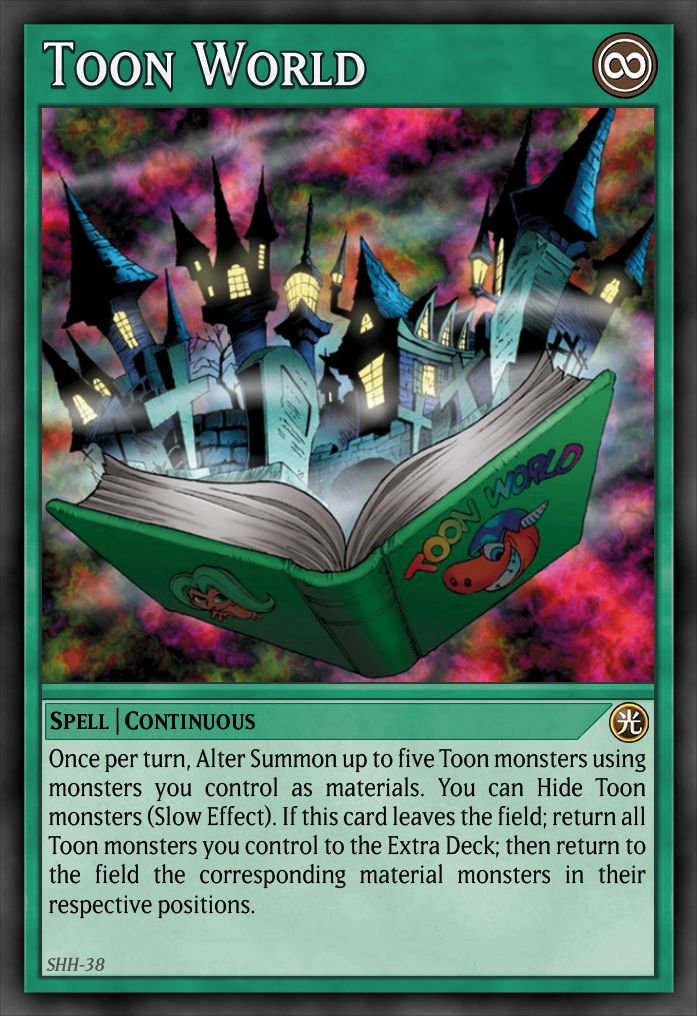 Toon World
TOON WORLD
Spell | Continuous
光
Once per turn, Alter Summon up to five Toon monsters using
monsters you control as materials. You can Hide Toon
monsters (Slow Effect). If this card leaves the field; return all
Toon monsters you control to the Extra Deck; then return to
the field the corresponding material monsters in their
respective positions.
SHH-38